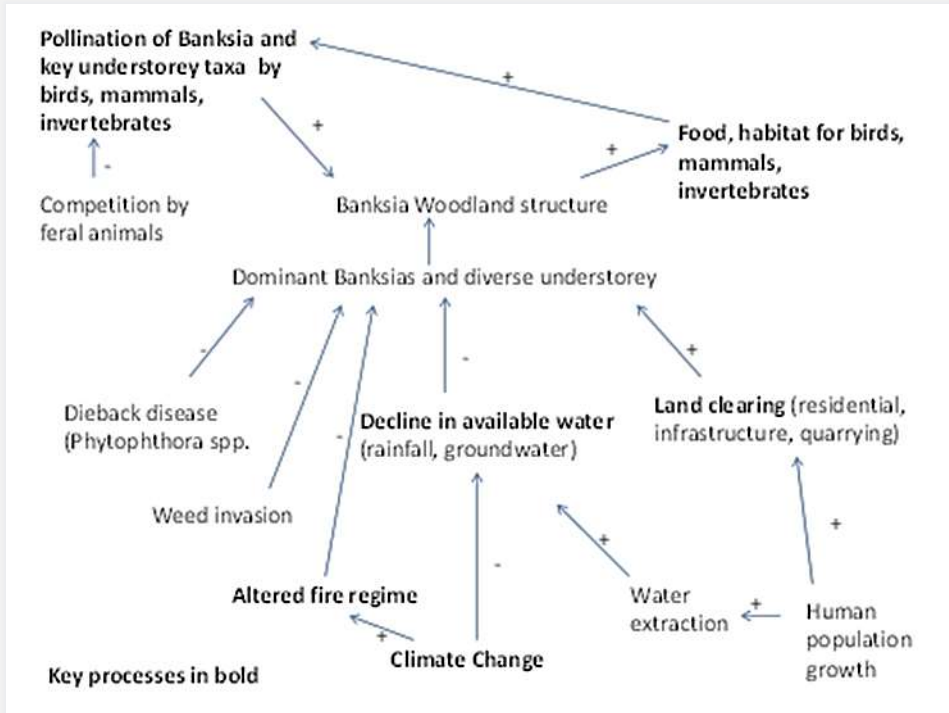 Pollination of Banksia and
key understorey taxa by
birds, mammals,
invertebrates
+
+
Food, habitat for birds,
mammals,
invertebrates
+
-
Competition by
feral animals
Banksia Woodland structure
Dominant Banksias and diverse understorey
-
-
-
-
+
Dieback disease
(Phytophthora spp.
Decline in available water
(rainfall, groundwater)
Land clearing (residential,
infrastructure, quarrying)
Weed invasion
+
+
-
Altered fire regime
Water
extraction
+
Human
population
growth
+
Climate Change
Key processes in bold